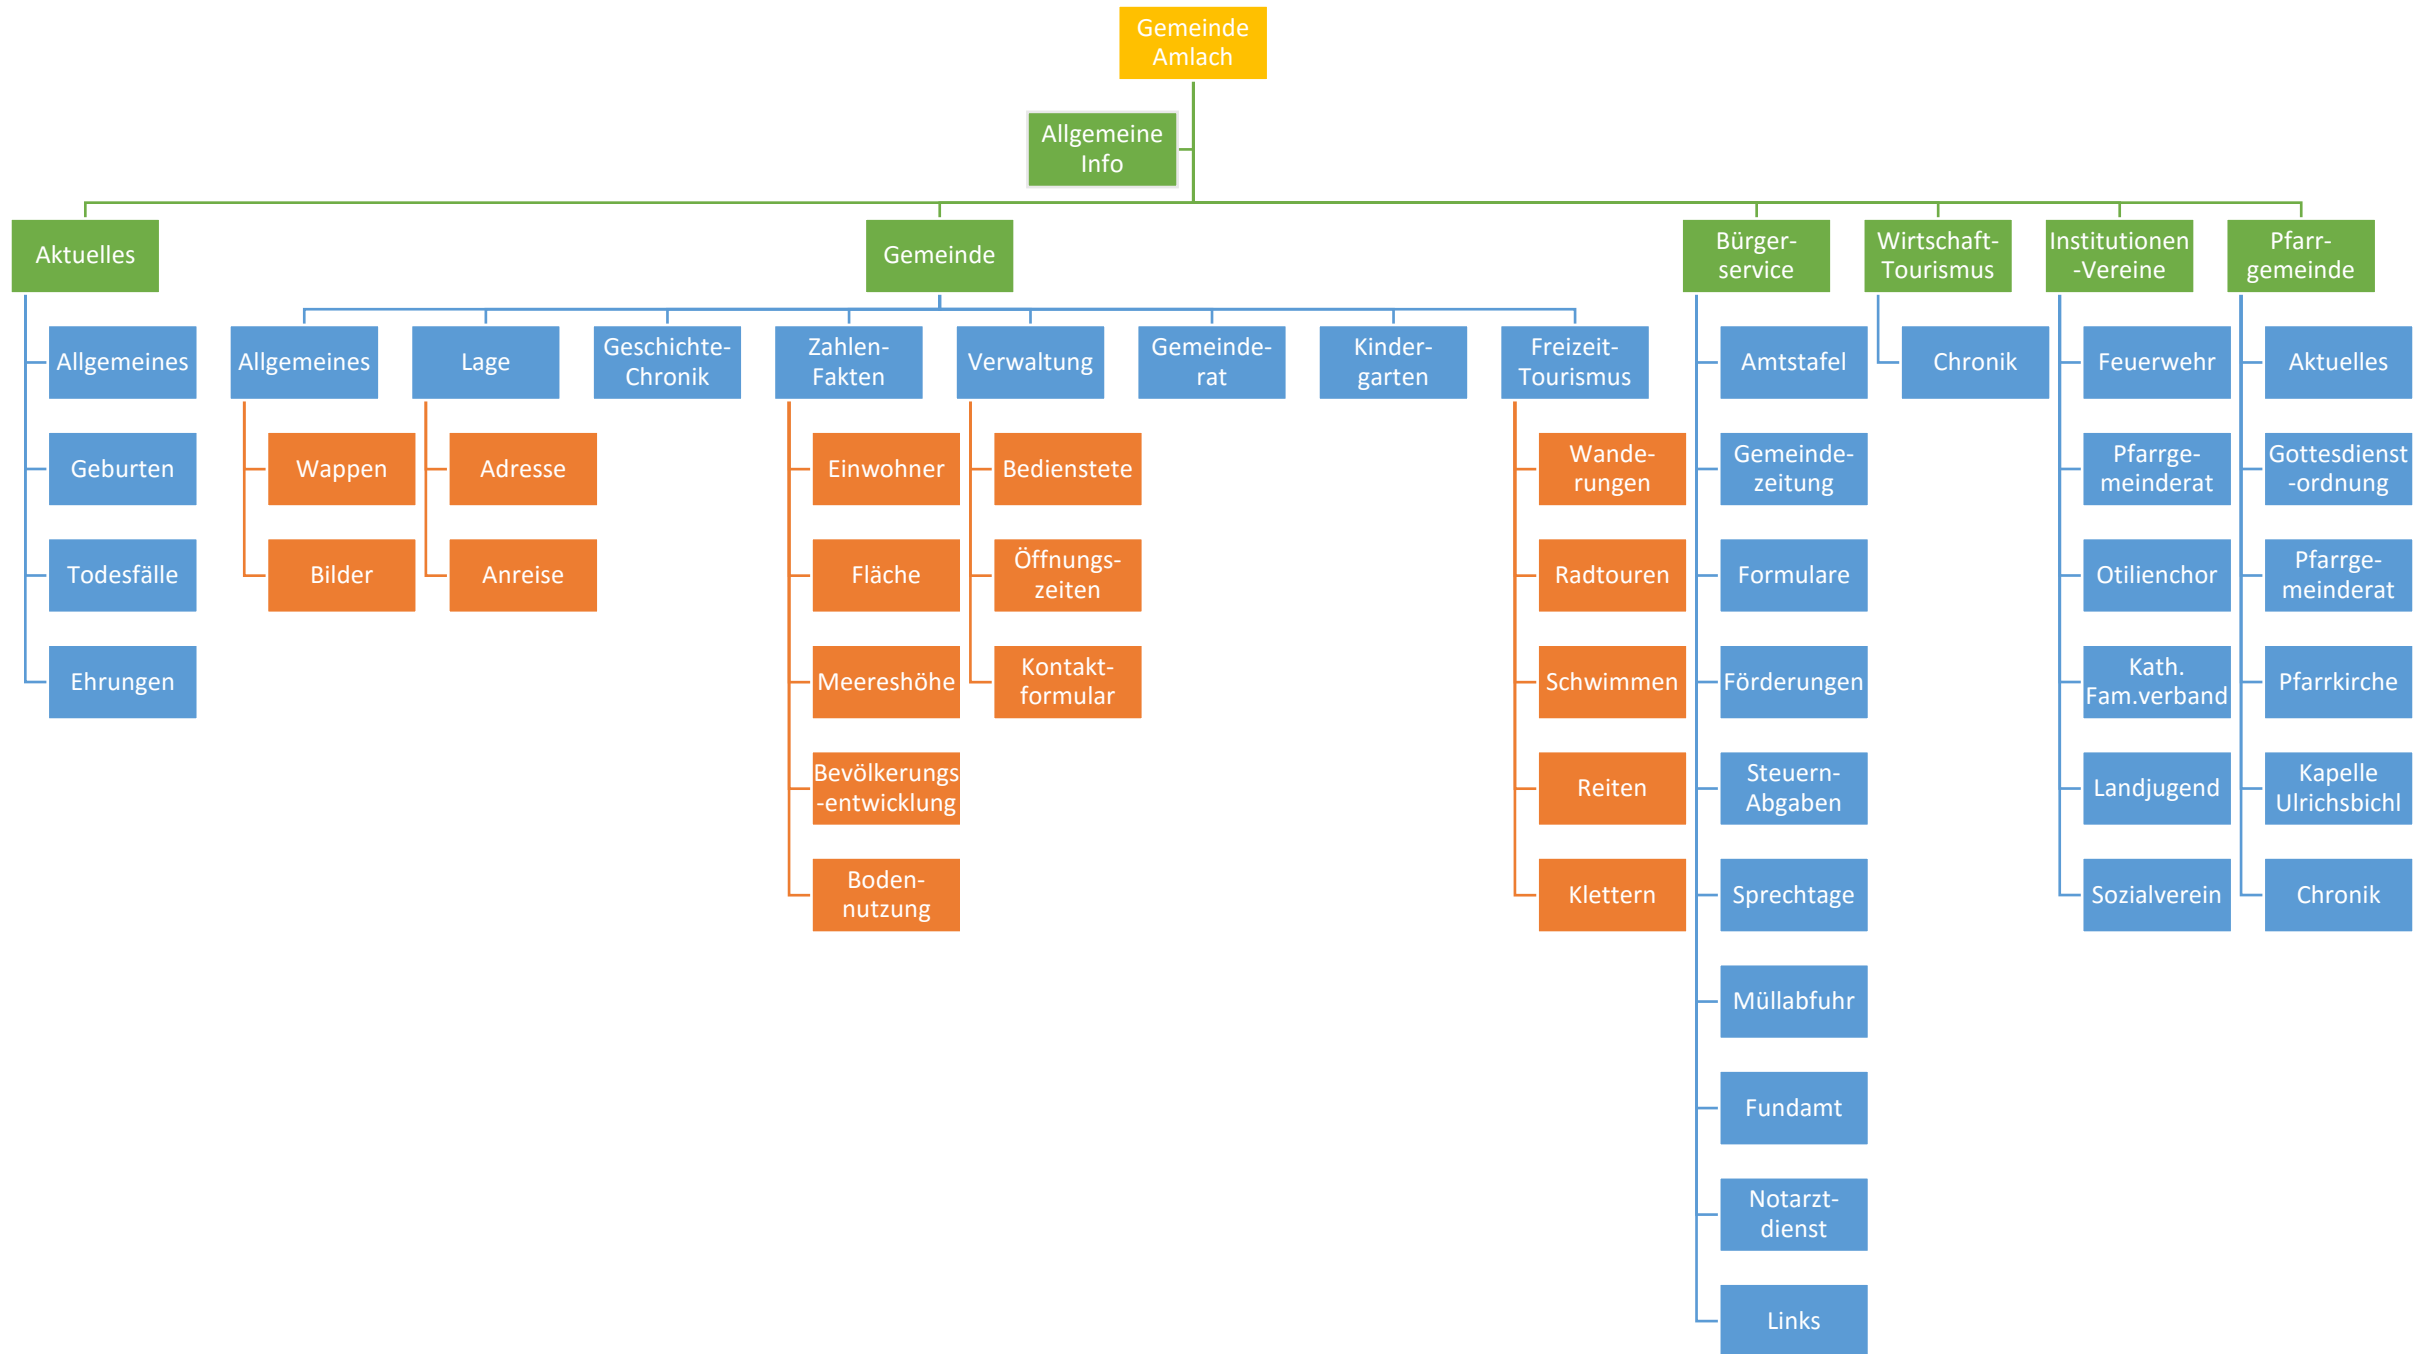 Gemeinde
Amlach
Allgemeine
Info
Aktuelles
Gemeinde
Bürger-
service
Wirtschaft-
Tourismus
Institutionen
-Vereine
Pfarr-
gemeinde
Allgemeines
Geburten
Todesfälle
Ehrungen
Allgemeines
Wappen
Bilder
Lage
Adresse
Anreise
Geschichte-
Chronik
Zahlen-
Fakten
Einwohner
Fläche
Meereshöhe
Bevölkerungs
-entwicklung
Boden-
nutzung
Verwaltung
Bedienstete
Öffnungs-
zeiten
Kontakt-
formular
Gemeinde-
rat
Kinder-
garten
Freizeit-
Tourismus
Wande-
rungen
Radtouren
Schwimmen
Reiten
Klettern
Amtstafel
Gemeinde-
zeitung
Formulare
Förderungen
Steuern-
Abgaben
Sprechtage
Müllabfuhr
Fundamt
Notarzt-
dienst
Links
Chronik
Feuerwehr
Pfarrge-
meinderat
Otilienchor
Kath.
Fam.verband
Landjugend
Sozialverein
Aktuelles
Gottesdienst
-ordnung
Pfarrge-
meinderat
Pfarrkirche
Kapelle
Ulrichsbichl
Chronik